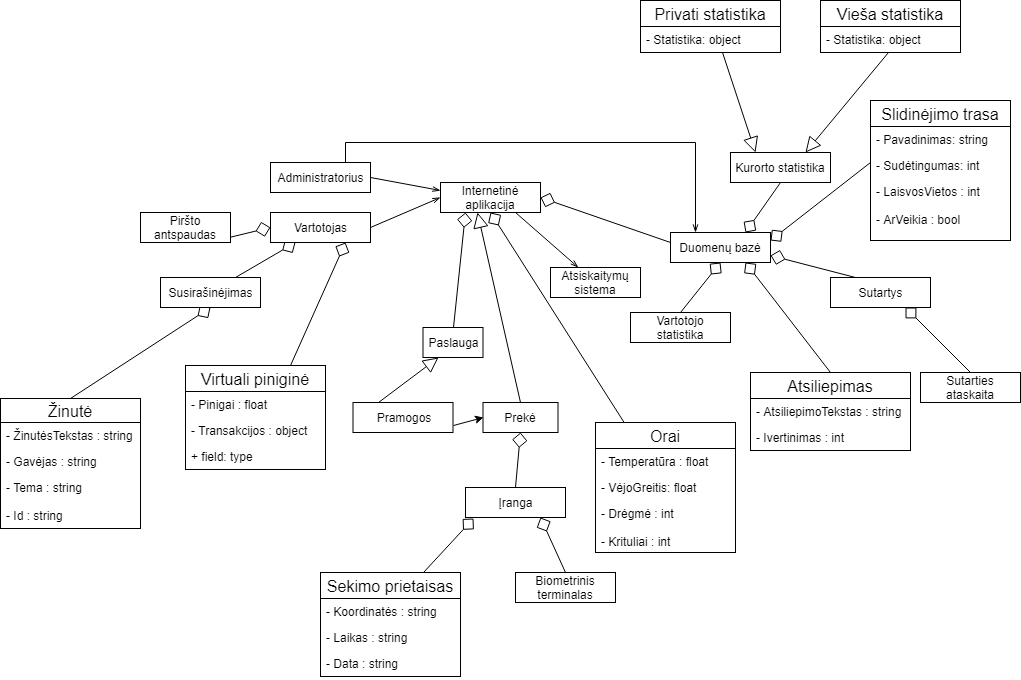 Privati statistika
- Statistika: object
Vieša statistika
- Statistika: object
Slidinėjimo trasa
- Pavadinimas: string
- Sudėtingumas: int
- LaisvosVietos : int
- ArVeikia : bool
Kurorto statistika
Administratorius
Internetinė
aplikacija
Piršto
antspaudas
Vartotojas
Duomenų bazė
Susirašinėjimas
Atsiskaitymų
sistema
Sutartys
Vartotojo
statistika
Paslauga
Virtuali piniginė
- Pinigai : float
- Transakcijos : object
+ field: type
Atsiliepimas
- AtsiliepimoTekstas : string
- Ivertinimas : int
Sutarties
ataskaita
Žinutė
- ŽinutėsTekstas : string
- Gavėjas : string
- Tema : string
- Id : string
Pramogos
Prekė
Orai
- Temperatūra : float
- VėjoGreitis: float
- Drėgmė : int
- Krituliai : int
Įranga
Sekimo prietaisas
- Koordinatės : string
- Laikas : string
- Data : string
Biometrinis
terminalas